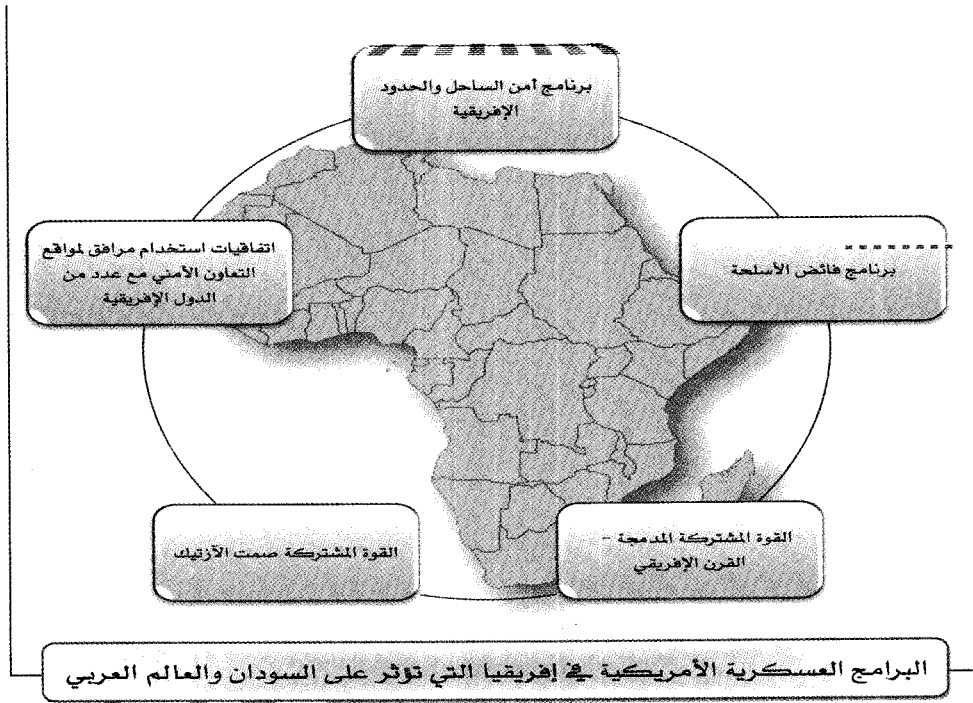 برنامج أمن الساحل والحدود
الإفريقية
اتفاقيات استخدام مرافق لمواقع
التعاون الأمني مع عدد من
الدول الإفريقية
برنامج فائض الأسلحة
القوة المشتركة صمت الآزتيك
القوة المشتركة المدمجة –
القرن الإفريقي
البرامج العسكرية الأمريكية في إفريقيا التي تؤثر على السودان والعالم العربي